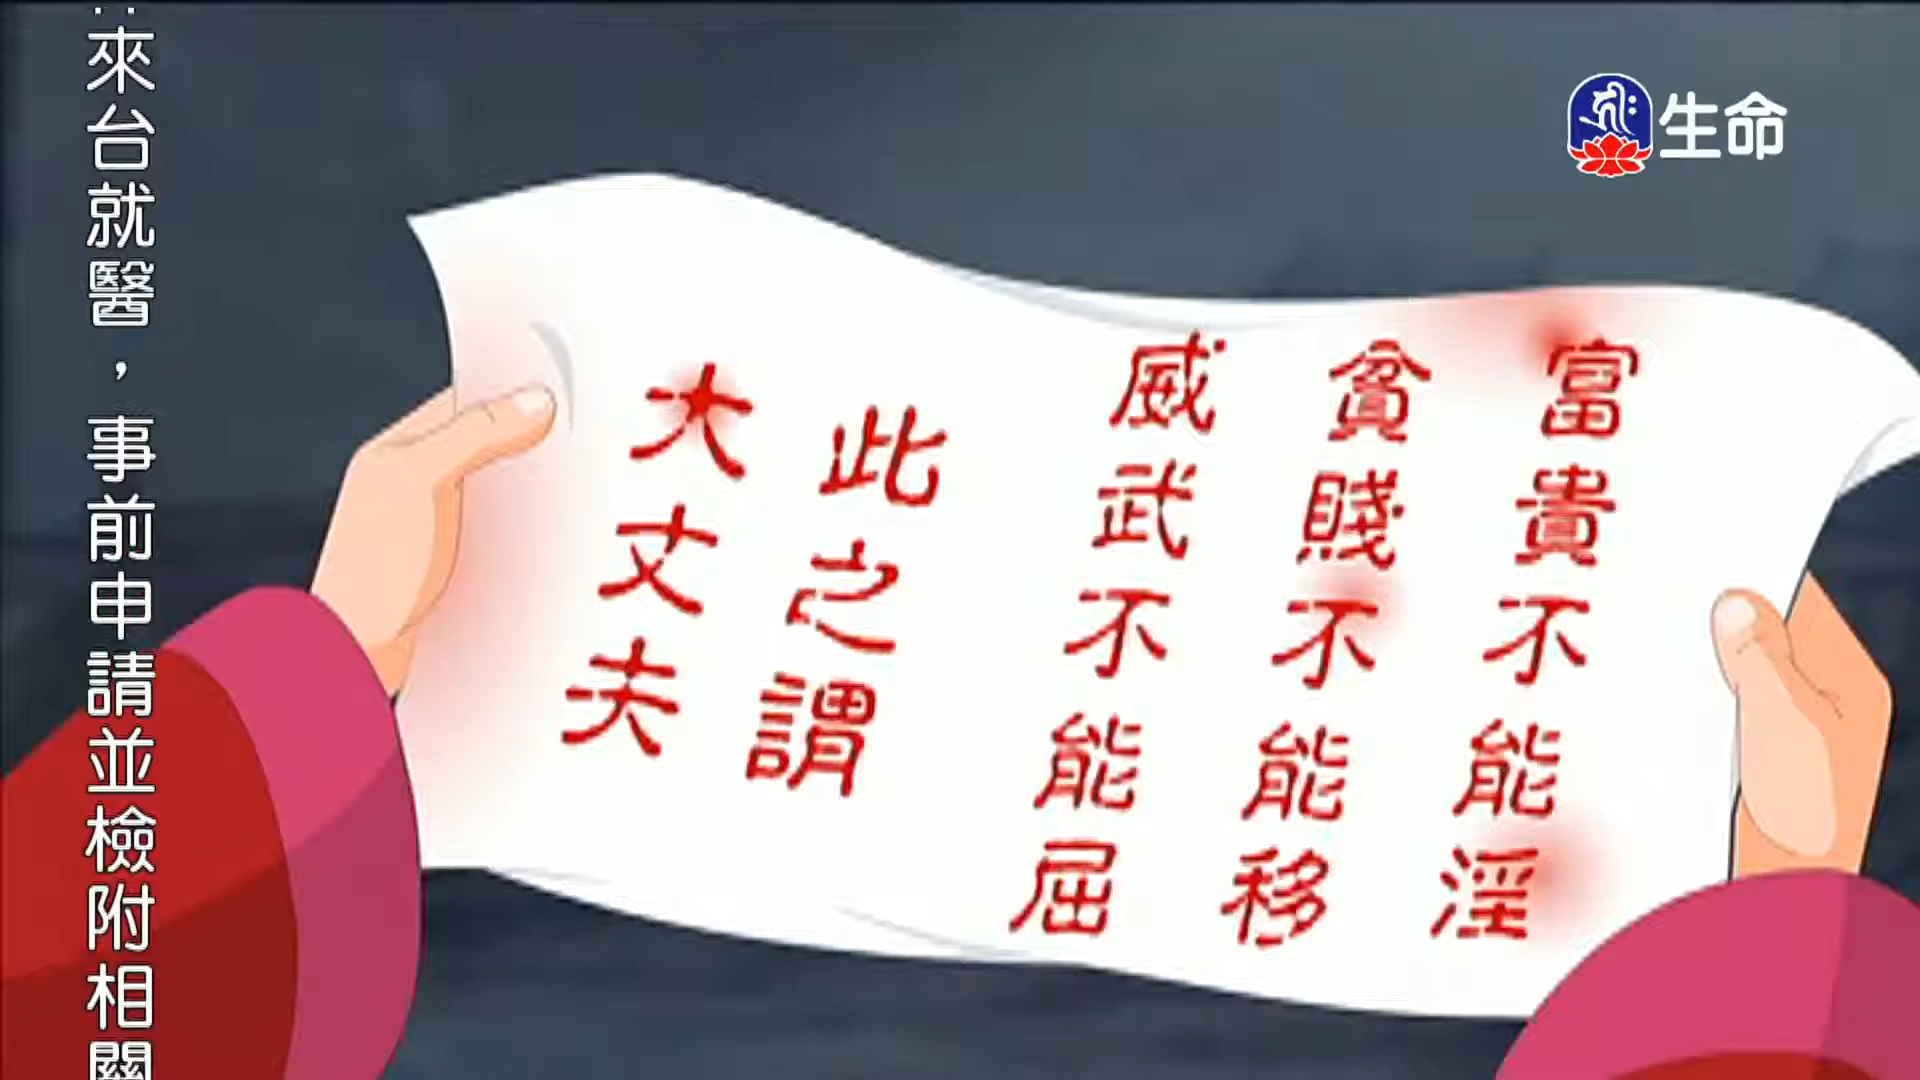 富貴不能淫
貧賤不能移
威武不能屈
此之謂
大丈夫
生命
來台就醫，事前申請並檢附相關